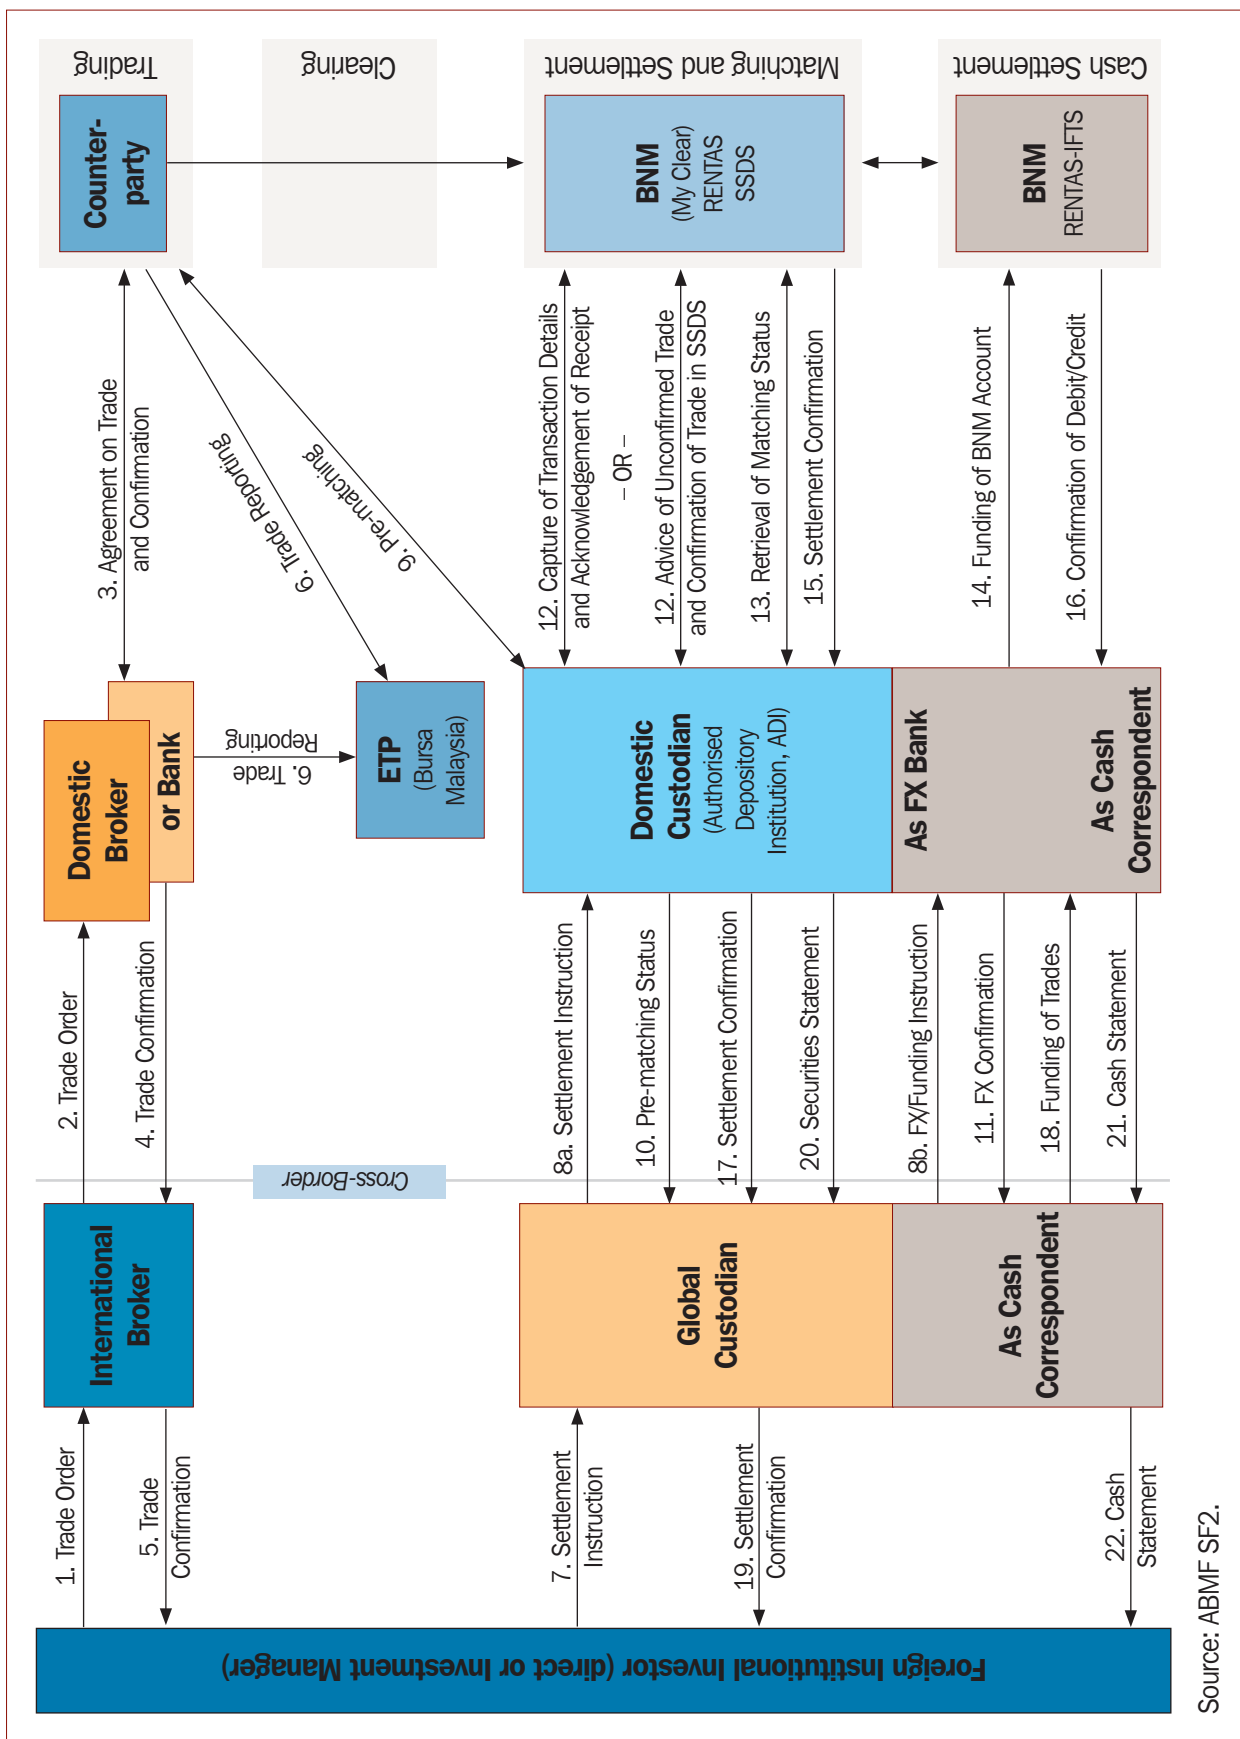 Trading
Clearing
Matching and Settlement
Cash Settlement
Counter-
party
BNM
(My Clear)
RENTAS
SSDS
BNM
RENTAS-IFTS
3. Agreement on Trade
and Confirmation
6. Trade Reporting
9. Pre-matching
12. Capture of Transaction Details
and Acknowledgement of Receipt
– OR –
12. Advice of Unconfirmed Trade
and Confirmation of Trade in SSDS
13. Retrieval of Matching Status
15. Settlement Confirmation
14. Funding of BNM Account
16. Confirmation of Debit/Credit
Domestic
Broker
or Bank
6. Trade
Reporting
ETP
(Bursa
Malaysia)
Domestic
Custodian
(Authorised
Depository
Institution, ADI)
As FX Bank
As Cash
Correspondent
2. Trade Order
4. Trade Confirmation
Cross-Border
8a. Settlement Instruction
10. Pre-matching Status
17. Settlement Confirmation
20. Securities Statement
8b. FX/Funding Instruction
11. FX Confirmation
18. Funding of Trades
21. Cash Statement
International
Broker
Global
Custodian
As Cash
Correspondent
1. Trade Order
5. Trade
Confirmation
7. Settlement
Instruction
19. Settlement
Confirmation
22. Cash
Statement
Foreign Institutional Investor (direct or Investment Manager)
Source: ABMF SF2.